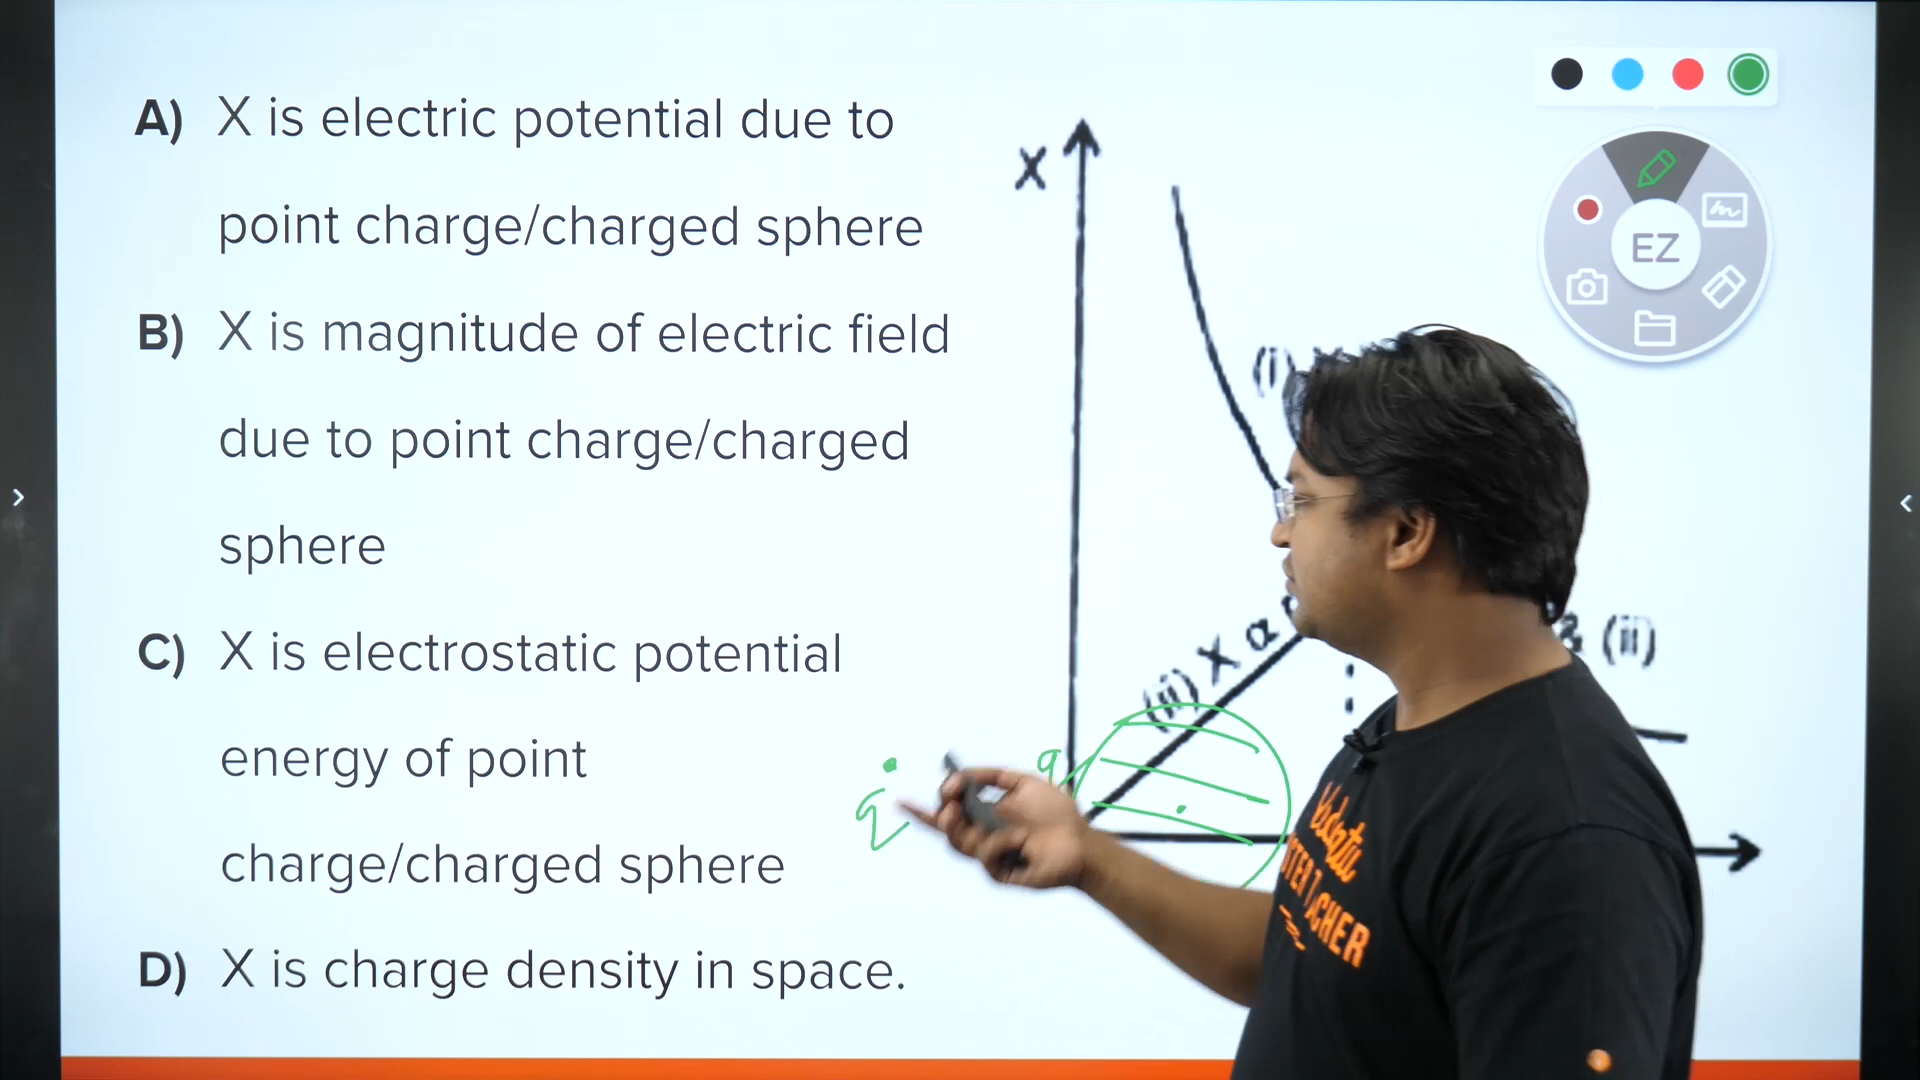 A) X is electric potential due to
point charge/charged sphere
B) X is magnitude of electric field
due to point charge/charged
sphere
C) X is electrostatic potential
energy of point
charge/charged sphere
D) X is charge density in space.
X
(i)
(ii) X α
& (ii)
q
q
EZ